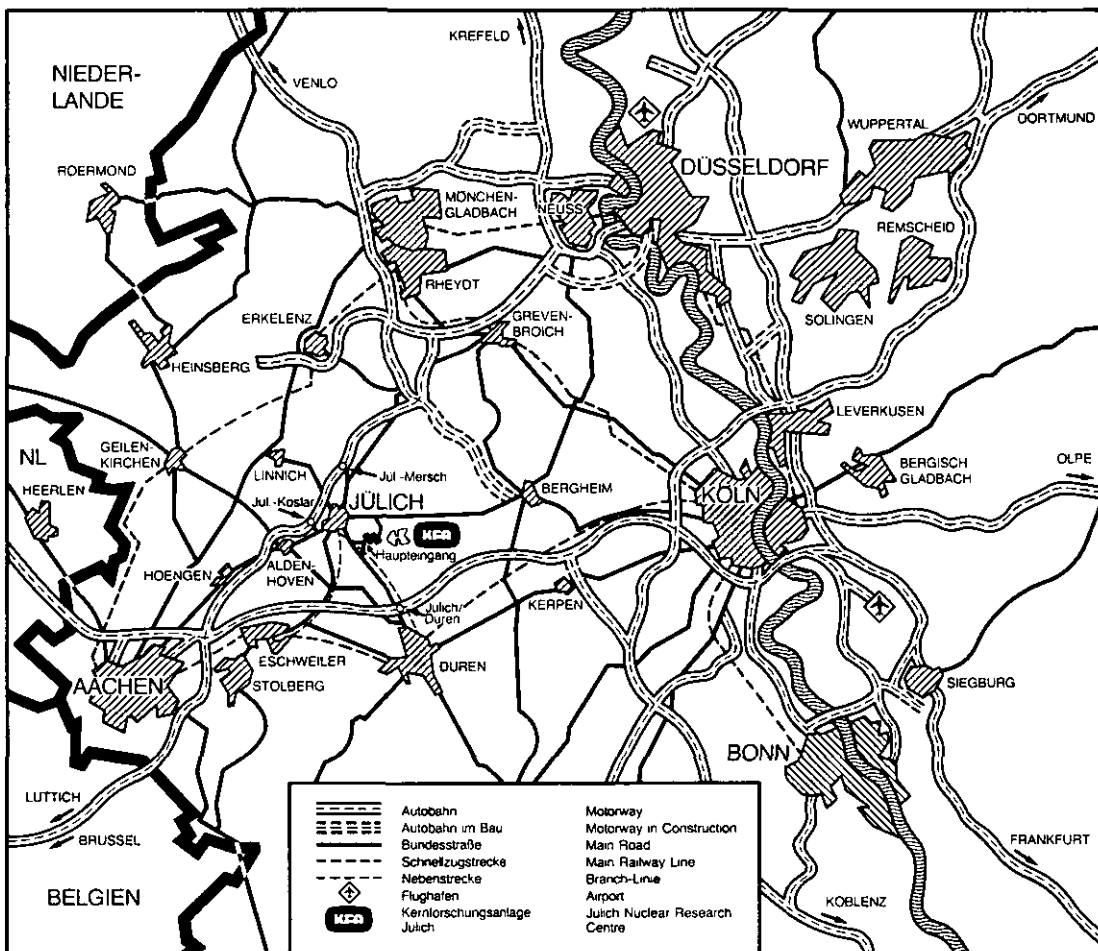 KREFELD
NIEDER-
LANDE
VENLO
DORTMUND
WUPPERTAL
DÜSSELDORF
ROERMOND
MÖNCHEN-
GLADBACH
NEUSS
REMSCHEID
RHEYDT
ERKELENZ
GREVEN-
BROICH
SOLINGEN
HEINSBERG
LEVERKUSEN
NL
GEILEN-
KIRCHEN
LINNICH
Jül.-Mersch
BERGISCH
GLADBACH
OLPE
HEERLEN
Jul.-Koslar
JÜLICH
BERGHEIM
KÖLN
KFA
Haupteingang
HOENGEN
ALDEN-
HOVEN
KERPEN
Jülich/
Düren
ESCHWEILER
DUREN
AACHEN
STOLBERG
SIEGBURG
BONN
LUTTICH
BRUSSEL
FRANKFURT
BELGIEN
KOBLENZ
Autobahn Motorway
Autobahn im Bau Motorway in Construction
Bundesstraße Main Road
Schnellzugstrecke Main Railway Line
Nebenstrecke Branch-Line
Flughafen Airport
KFA Kernforschungsanlage Julich Nuclear Research
Julich Centre